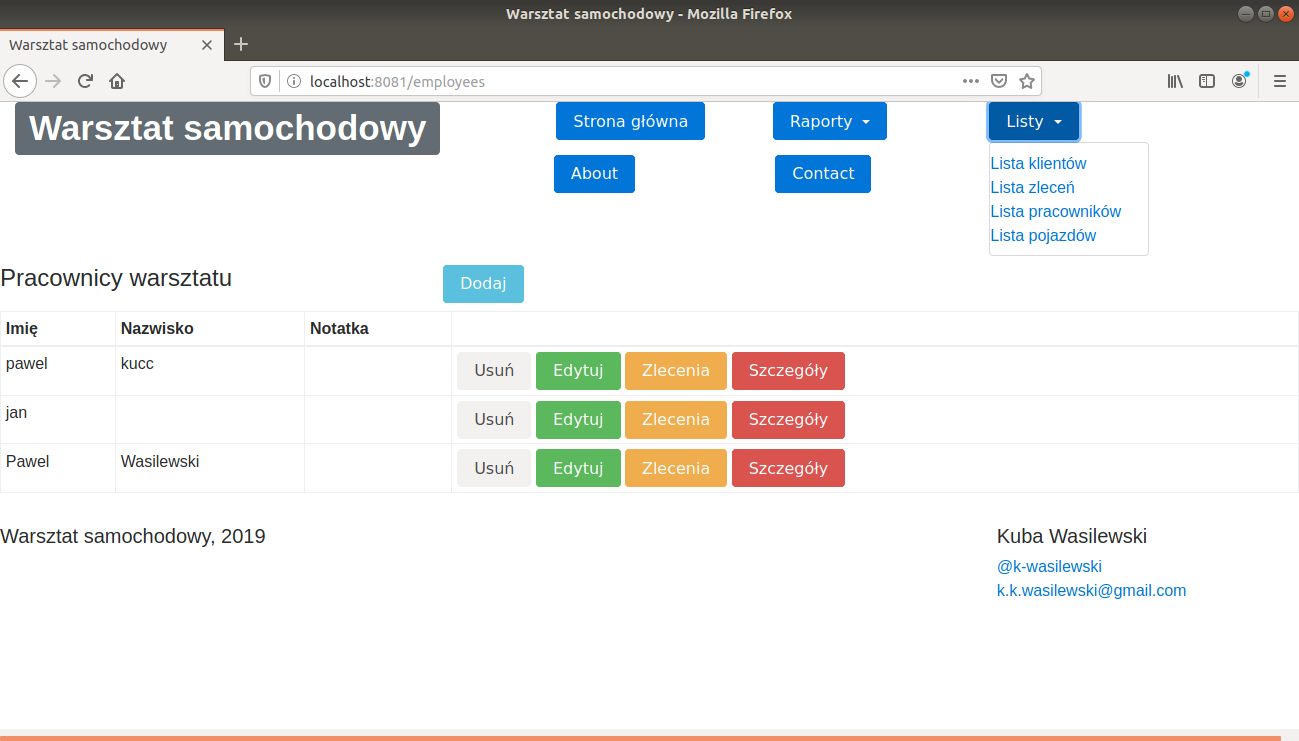 Warsztat samochodowy - Mozilla Firefox
Warsztat samochodowy
localhost:8081/employees
Warsztat samochodowy
Strona główna
Raporty
Listy
About
Contact
Lista klientów
Lista zleceń
Lista pracowników
Lista pojazdów
Pracownicy warsztatu
Dodaj
Imię Nazwisko Notatka
pawel kucc Usuń Edytuj Zlecenia Szczegóły
jan Usuń Edytuj Zlecenia Szczegóły
Pawel Wasilewski Usuń Edytuj Zlecenia Szczegóły
Warsztat samochodowy, 2019
Kuba Wasilewski
@k-wasilewski
k.k.wasilewski@gmail.com